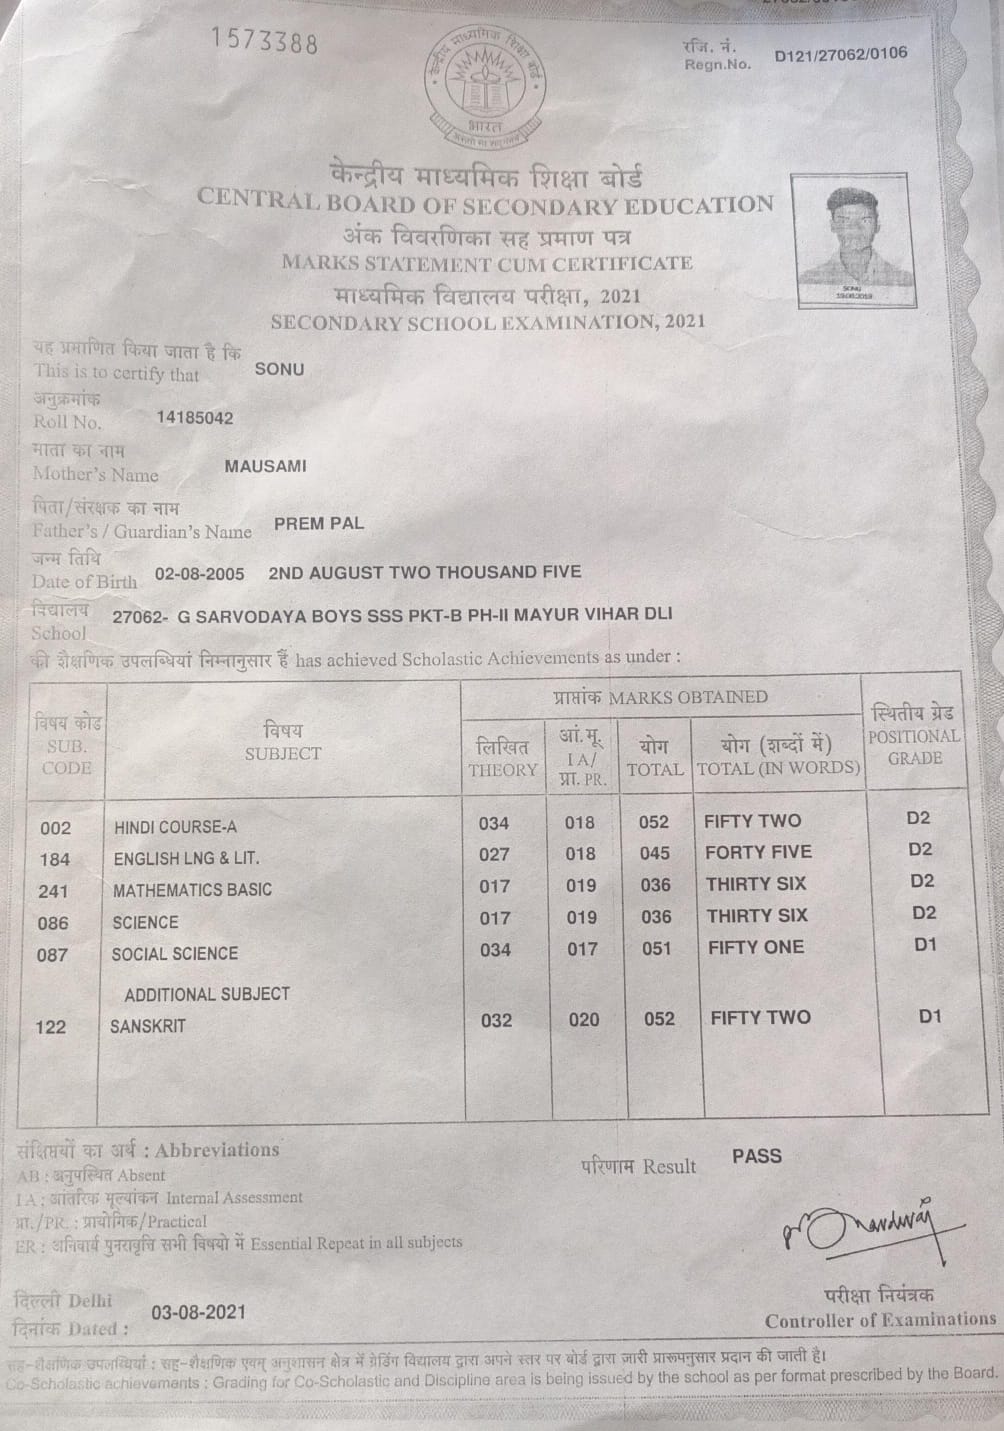 1573388
केन्द्रीय माध्यमिक शिक्षा बोर्ड
भारत
असतो मा सद्गमय
रजि. नं.
Regn.No. D121/27062/0106
केन्द्रीय माध्यमिक शिक्षा बोर्ड
CENTRAL BOARD OF SECONDARY EDUCATION
अंक विवरणिका सह प्रमाण पत्र
MARKS STATEMENT CUM CERTIFICATE
माध्यमिक विद्यालय परीक्षा, 2021
SECONDARY SCHOOL EXAMINATION, 2021
SONU
19.08.2019
यह प्रमाणित किया जाता है कि
This is to certify that SONU
अनुक्रमांक
Roll No. 14185042
माता का नाम
Mother's Name MAUSAMI
पिता/संरक्षक का नाम
Father's / Guardian's Name PREM PAL
जन्म तिथि
Date of Birth 02-08-2005 2ND AUGUST TWO THOUSAND FIVE
विद्यालय
School 27062- G SARVODAYA BOYS SSS PKT-B PH-II MAYUR VIHAR DLI
की शैक्षणिक उपलब्धियां निम्नानुसार हैं has achieved Scholastic Achievements as under :
विषय कोड
SUB. CODE
विषय
SUBJECT
प्राप्तांक MARKS OBTAINED
लिखित
THEORY
आं.मू.
I A/
प्रा. PR.
योग
TOTAL
योग (शब्दों में)
TOTAL (IN WORDS)
स्थितीय ग्रेड
POSITIONAL
GRADE
002 HINDI COURSE-A 034 018 052 FIFTY TWO D2
184 ENGLISH LNG & LIT. 027 018 045 FORTY FIVE D2
241 MATHEMATICS BASIC 017 019 036 THIRTY SIX D2
086 SCIENCE 017 019 036 THIRTY SIX D2
087 SOCIAL SCIENCE 034 017 051 FIFTY ONE D1
ADDITIONAL SUBJECT
122 SANSKRIT 032 020 052 FIFTY TWO D1
संक्षिप्तियों का अर्थ : Abbreviations
AB : अनुपस्थित Absent
I A : आंतरिक मूल्यांकन Internal Assessment
प्रा./PR. : प्रायोगिक/Practical
ER : अनिवार्य पुनरावृत्ति सभी विषयो में Essential Repeat in all subjects
परिणाम Result PASS
दिल्ली Delhi
दिनांक Dated : 03-08-2021
परीक्षा नियंत्रक
Controller of Examinations
सह-शैक्षणिक उपलब्धियां : सह-शैक्षणिक एवम् अनुशासन क्षेत्र में ग्रेडिंग विद्यालय द्वारा अपने स्तर पर बोर्ड द्वारा जारी प्रारूपनुसार प्रदान की जाती है।
Co-Scholastic achievements : Grading for Co-Scholastic and Discipline area is being issued by the school as per format prescribed by the Board.